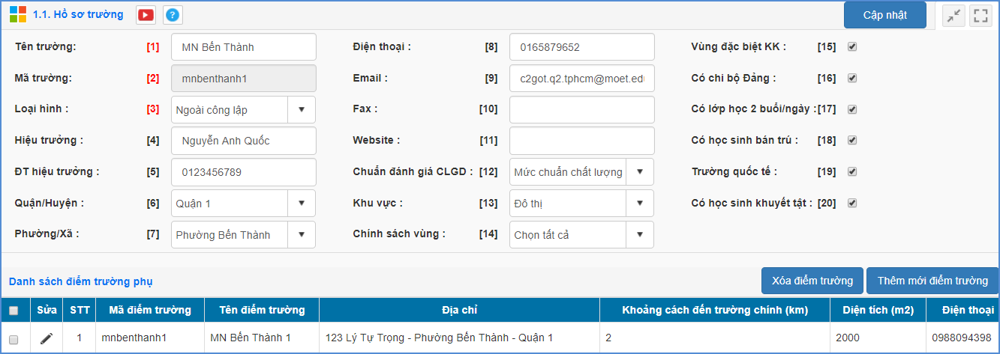 1.1. Hồ sơ trường ? Cập nhật
Tên trường: [1] MN Bến Thành Điện thoại : [8] 0165879652 Vùng đặc biệt KK : [15]
Mã trường: [2] mnbenthanh1 Email : [9] c2got.q2.tphcm@moet.ed Có chi bộ Đảng : [16]
Loại hình : [3] Ngoài công lập Fax : [10] Có lớp học 2 buổi/ngày : [17]
Hiệu trưởng : [4] Nguyễn Anh Quốc Website : [11] Có học sinh bán trú : [18]
ĐT hiệu trưởng : [5] 0123456789 Chuẩn đánh giá CLGD : [12] Mức chuẩn chất lượng Trường quốc tế : [19]
Quận/Huyện : [6] Quận 1 Khu vực : [13] Đô thị Có học sinh khuyết tật : [20]
Phường/Xã : [7] Phường Bến Thành Chính sách vùng : [14] Chọn tất cả
Danh sách điểm trường phụ Xóa điểm trường Thêm mới điểm trường
Sửa STT Mã điểm trường Tên điểm trường Địa chỉ Khoảng cách đến trường chính (km) Diện tích (m2) Điện thoại
1 mnbenthanh1 MN Bến Thành 1 123 Lý Tự Trọng - Phường Bến Thành - Quận 1 2 2000 0988094398